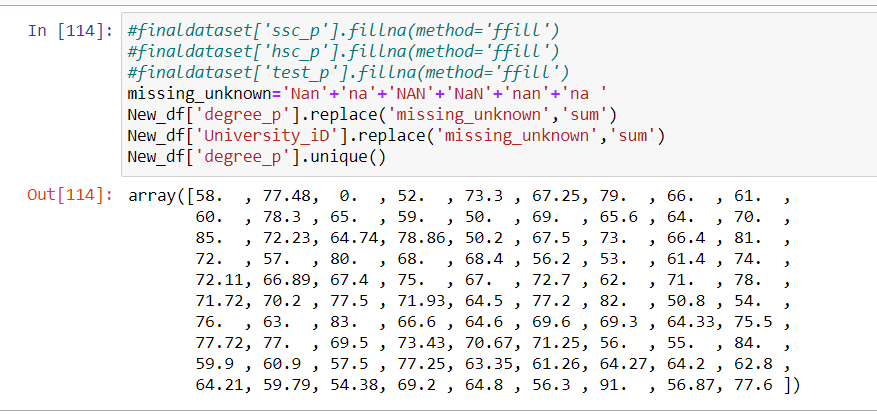 In [114]: #finaldataset['ssc_p'].fillna(method='ffill')
#finaldataset['hsc_p'].fillna(method='ffill')
#finaldataset['test_p'].fillna(method='ffill')
missing_unknown='Nan'+'na'+'NAN'+'NaN'+'nan'+'na '
New_df['degree_p'].replace('missing_unknown','sum')
New_df['University_iD'].replace('missing_unknown','sum')
New_df['degree_p'].unique()
Out[114]: array([58.  , 77.48,  0.  , 52.  , 73.3 , 67.25, 79.  , 66.  , 61.  ,
60.  , 78.3 , 65.  , 59.  , 50.  , 69.  , 65.6 , 64.  , 70.  ,
85.  , 72.23, 64.74, 78.86, 50.2 , 67.5 , 73.  , 66.4 , 81.  ,
72.  , 57.  , 80.  , 68.  , 68.4 , 56.2 , 53.  , 61.4 , 74.  ,
72.11, 66.89, 67.4 , 75.  , 67.  , 72.7 , 62.  , 71.  , 78.  ,
71.72, 70.2 , 77.5 , 71.93, 64.5 , 77.2 , 82.  , 50.8 , 54.  ,
76.  , 63.  , 83.  , 66.6 , 64.6 , 69.6 , 69.3 , 64.33, 75.5 ,
77.72, 77.  , 69.5 , 73.43, 70.67, 71.25, 56.  , 55.  , 84.  ,
59.9 , 60.9 , 57.5 , 77.25, 63.35, 61.26, 64.27, 64.2 , 62.8 ,
64.21, 59.79, 54.38, 69.2 , 64.8 , 56.3 , 91.  , 56.87, 77.6 ])